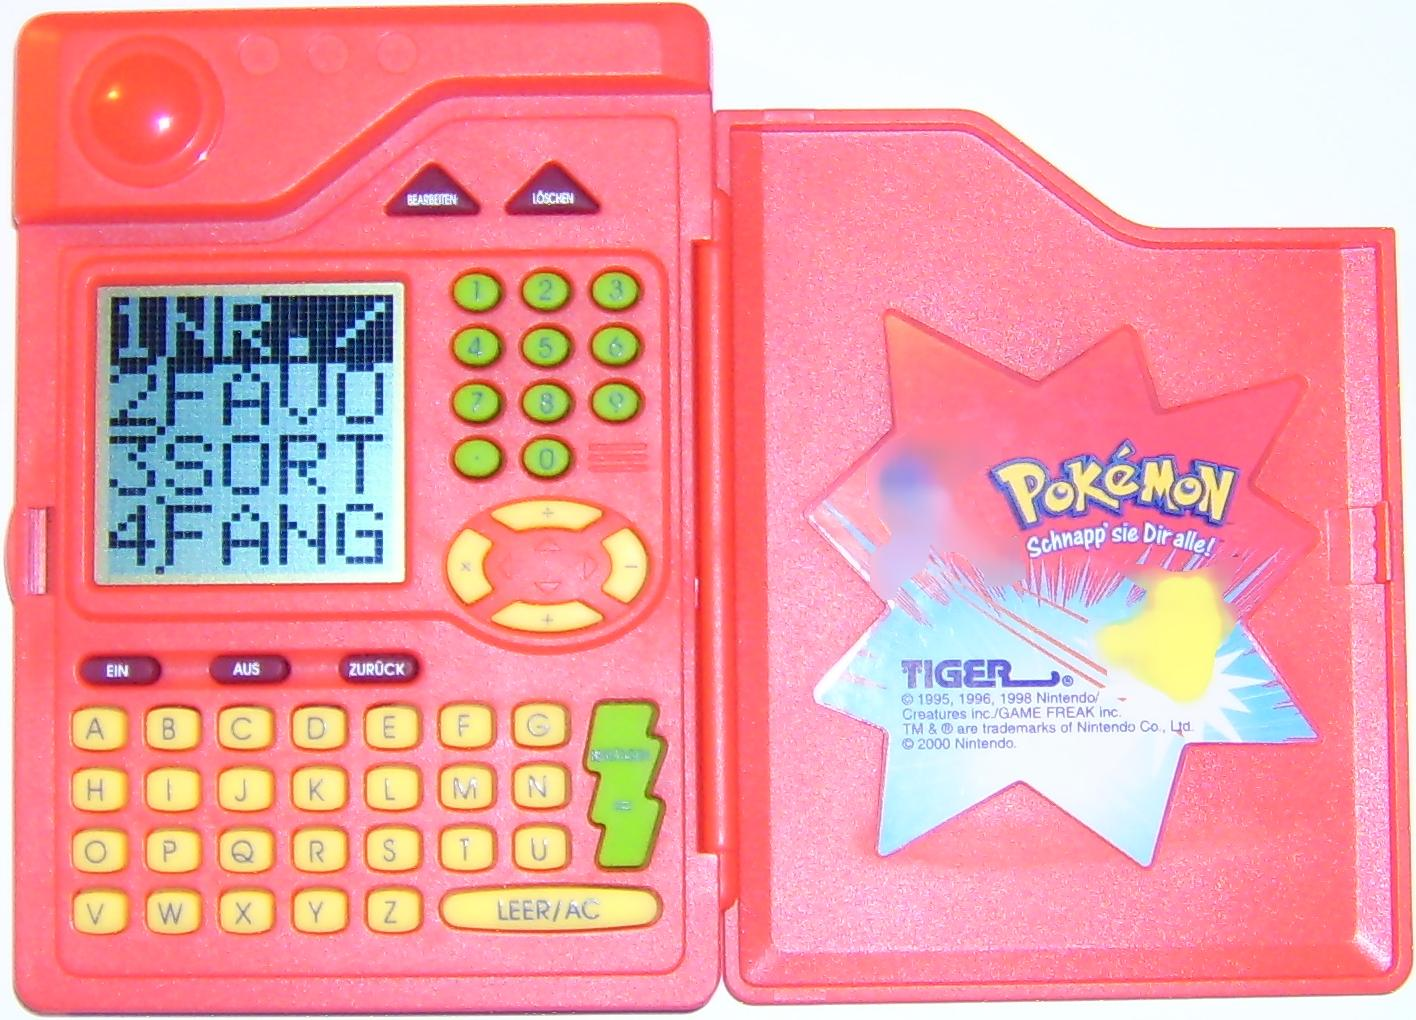 BEARBEITEN
LÖSCHEN
1NR./
2FAVO
3SORT
4FANG
1 2 3
4 5 6
7 8 9
. 0
+
× −
+
EIN AUS ZURÜCK
A B C D E F G
H I J K L M N
O P Q R S T U
V W X Y Z LEER/AC
POKéMON
Schnapp' sie Dir alle!
TIGER®
© 1995, 1996, 1998 Nintendo/
Creatures inc./GAME FREAK inc.
TM & ® are trademarks of Nintendo Co., Ltd.
© 2000 Nintendo.